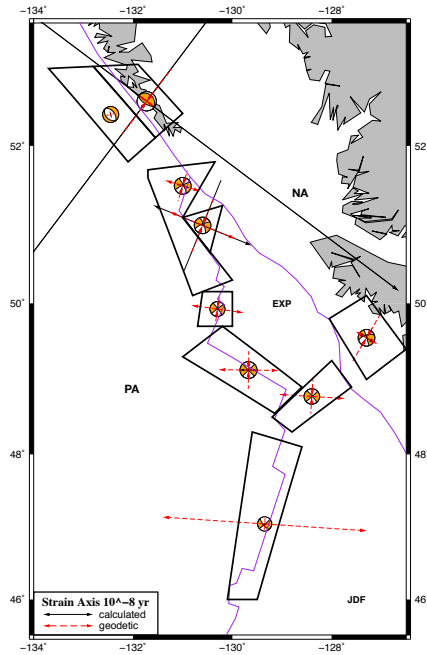 −134˚ −132˚ −130˚ −128˚
52˚ 52˚
NA
50˚ EXP 50˚
PA
48˚ 48˚
46˚ 46˚
JDF
Strain Axis 10^−8 yr
calculated
geodetic
−134˚ −132˚ −130˚ −128˚